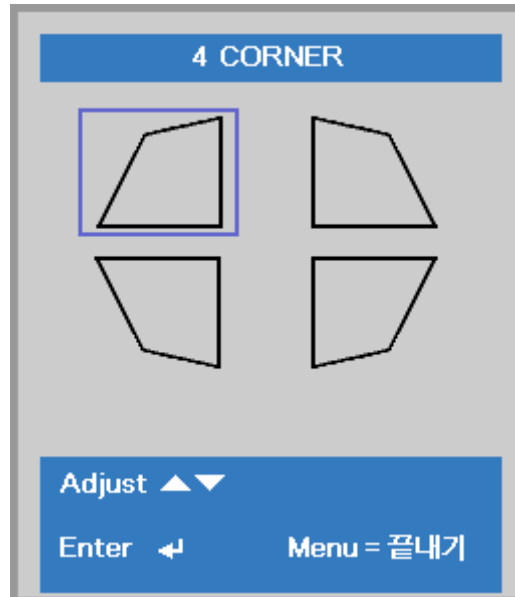 4 CORNER
Adjust ▲▼
Enter ↵ Menu = 끝내기